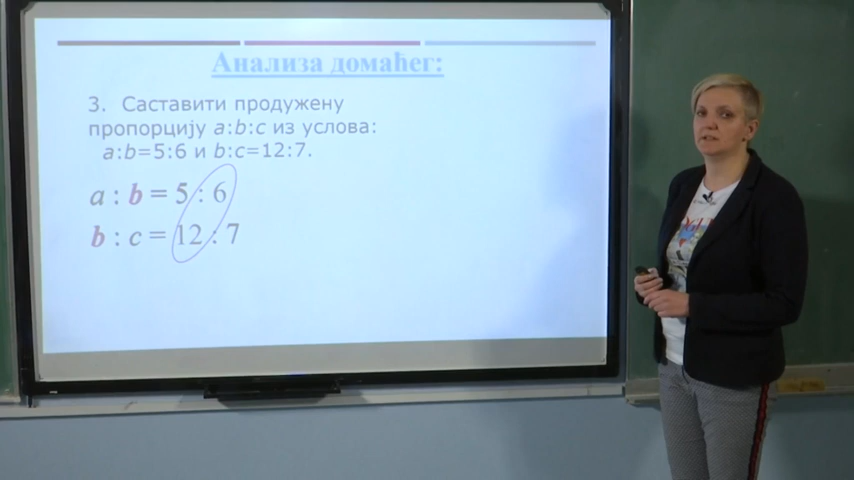 Анализа домаћег:
3. Саставити продужену
пропорцију a:b:c из услова:
a:b=5:6 и b:c=12:7.
a : b = 5 : 6
b : c = 12 : 7